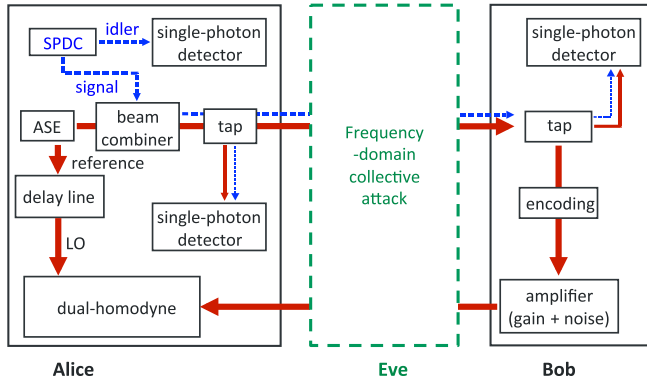 SPDC
idler
single-photon
detector
signal
ASE
beam
combiner
tap
reference
delay line
single-photon
detector
LO
dual-homodyne
Alice
Frequency
-domain
collective
attack
Eve
single-photon
detector
tap
encoding
amplifier
(gain + noise)
Bob